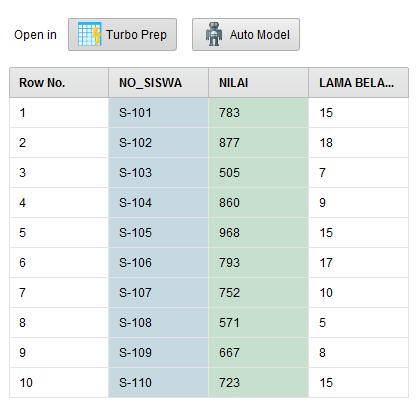 Open in Turbo Prep Auto Model
Row No. NO_SISWA NILAI LAMA BELA...
1 S-101 783 15
2 S-102 877 18
3 S-103 505 7
4 S-104 860 9
5 S-105 968 15
6 S-106 793 17
7 S-107 752 10
8 S-108 571 5
9 S-109 667 8
10 S-110 723 15